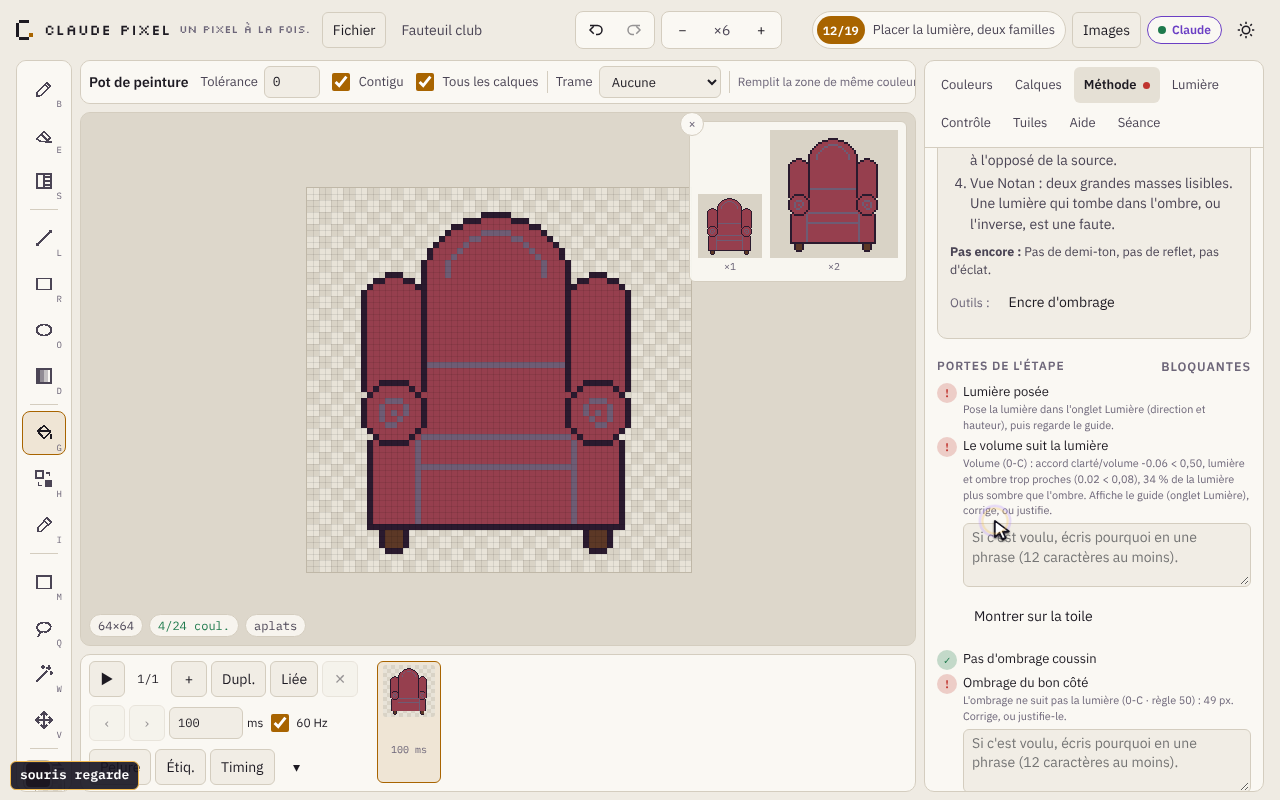 CLAUDE PIXEL UN PIXEL À LA FOIS. Fichier Fauteuil club − ×6 + 12/19 Placer la lumière, deux familles Images Claude
Pot de peinture Tolérance 0 Contigu Tous les calques Trame Aucune Remplit la zone de même couleur
Couleurs Calques Méthode Lumière
Contrôle Tuiles Aide Séance
B
E
S
L
R
O
D
G
H
I
M
Q
W
V
×
×1 ×2
à l'opposé de la source.
4. Vue Notan : deux grandes masses lisibles.
Une lumière qui tombe dans l'ombre, ou
l'inverse, est une faute.
Pas encore : Pas de demi-ton, pas de reflet, pas
d'éclat.
Outils : Encre d'ombrage
PORTES DE L'ÉTAPE BLOQUANTES
! Lumière posée
Pose la lumière dans l'onglet Lumière (direction et
hauteur), puis regarde le guide.
! Le volume suit la lumière
Volume (0-C) : accord clarté/volume -0.06 < 0,50, lumière
et ombre trop proches (0.02 < 0,08), 34 % de la lumière
plus sombre que l'ombre. Affiche le guide (onglet Lumière),
corrige, ou justifie.
Si c'est voulu, écris pourquoi en une
phrase (12 caractères au moins).
Montrer sur la toile
✓ Pas d'ombrage coussin
! Ombrage du bon côté
L'ombrage ne suit pas la lumière (0-C · règle 50) : 49 px.
Corrige, ou justifie-le.
Si c'est voulu, écris pourquoi en une
phrase (12 caractères au moins).
64×64 4/24 coul. aplats
▶ 1/1 + Dupl. Liée ×
‹ › 100 ms 60 Hz
100 ms
Étiq. Timing ▼
souris regarde